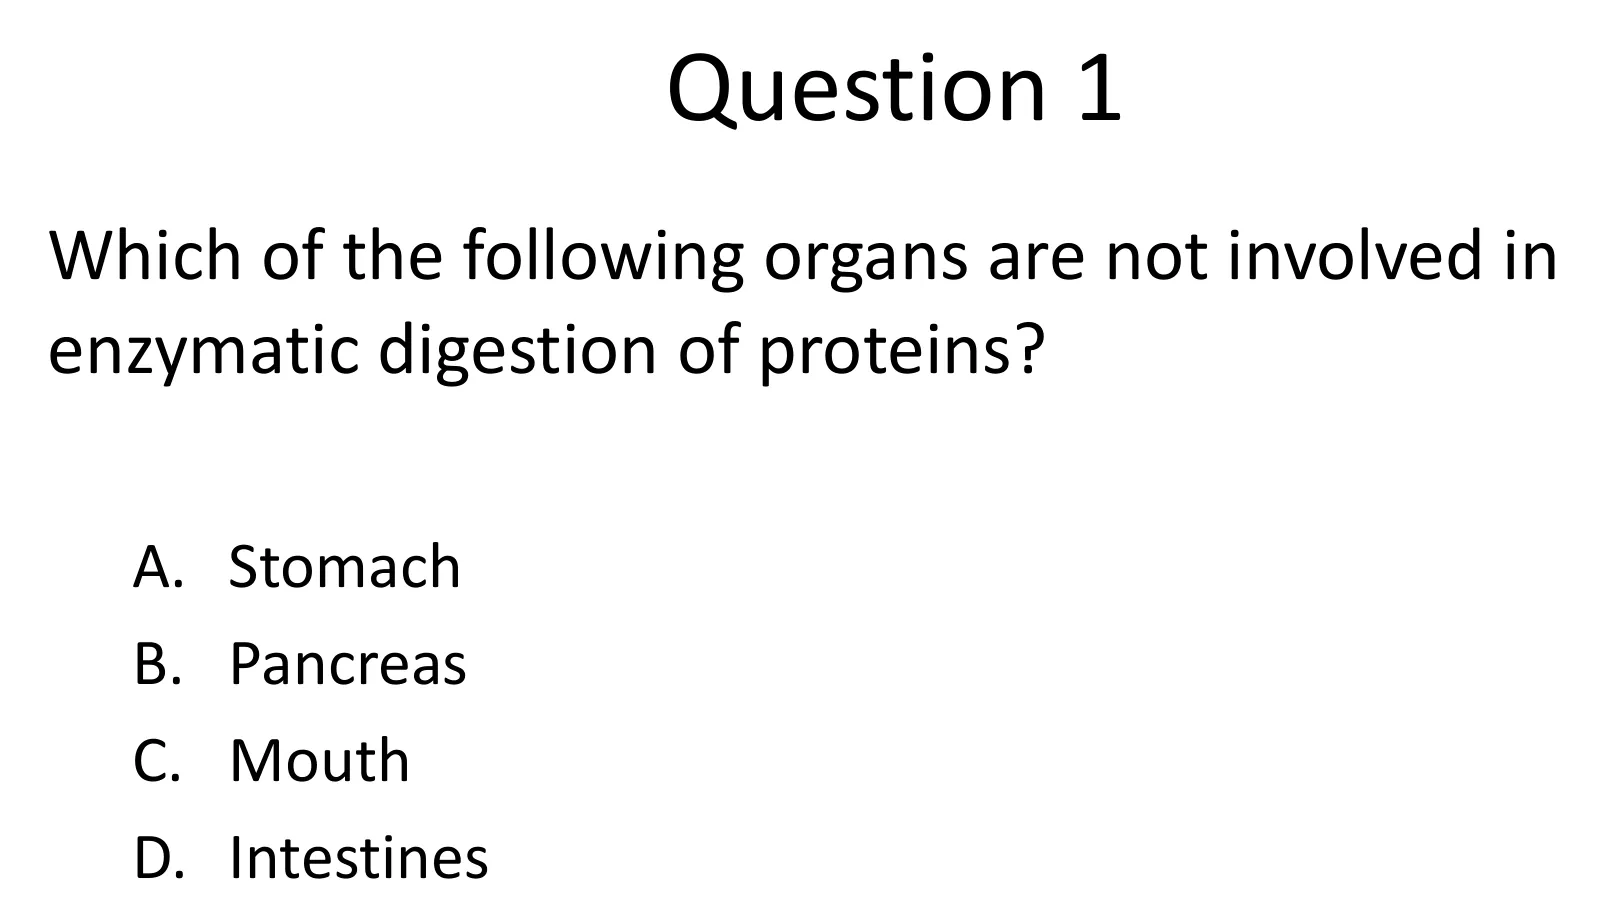 Question 1
Which of the following organs are not involved in
enzymatic digestion of proteins?
A. Stomach
B. Pancreas
C. Mouth
D. Intestines